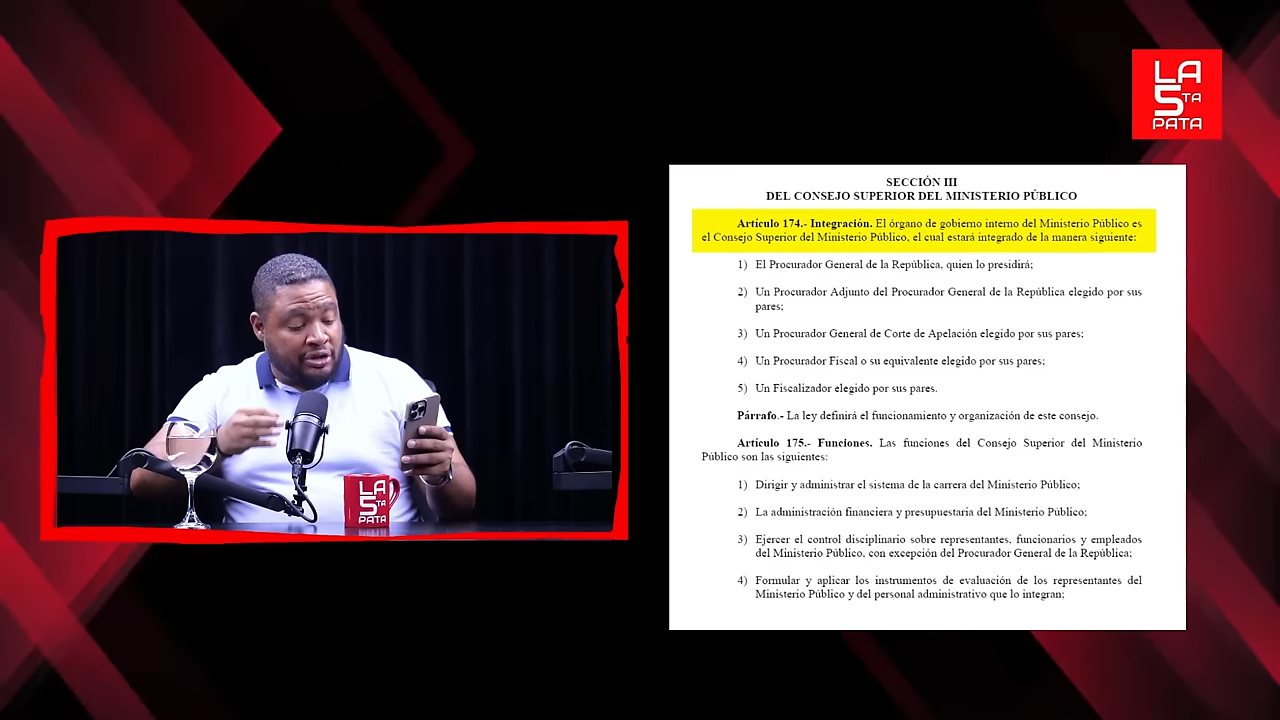 LA
5TA
PATA
SECCIÓN III
DEL CONSEJO SUPERIOR DEL MINISTERIO PÚBLICO
Artículo 174.- Integración. El órgano de gobierno interno del Ministerio Público es
el Consejo Superior del Ministerio Público, el cual estará integrado de la manera siguiente:
1) El Procurador General de la República, quien lo presidirá;
2) Un Procurador Adjunto del Procurador General de la República elegido por sus
pares;
3) Un Procurador General de Corte de Apelación elegido por sus pares;
4) Un Procurador Fiscal o su equivalente elegido por sus pares;
5) Un Fiscalizador elegido por sus pares.
Párrafo.- La ley definirá el funcionamiento y organización de este consejo.
Artículo 175.- Funciones. Las funciones del Consejo Superior del Ministerio
Público son las siguientes:
1) Dirigir y administrar el sistema de la carrera del Ministerio Público;
2) La administración financiera y presupuestaria del Ministerio Público;
3) Ejercer el control disciplinario sobre representantes, funcionarios y empleados
del Ministerio Público, con excepción del Procurador General de la República;
4) Formular y aplicar los instrumentos de evaluación de los representantes del
Ministerio Público y del personal administrativo que lo integran;
LA
5TA
PATA